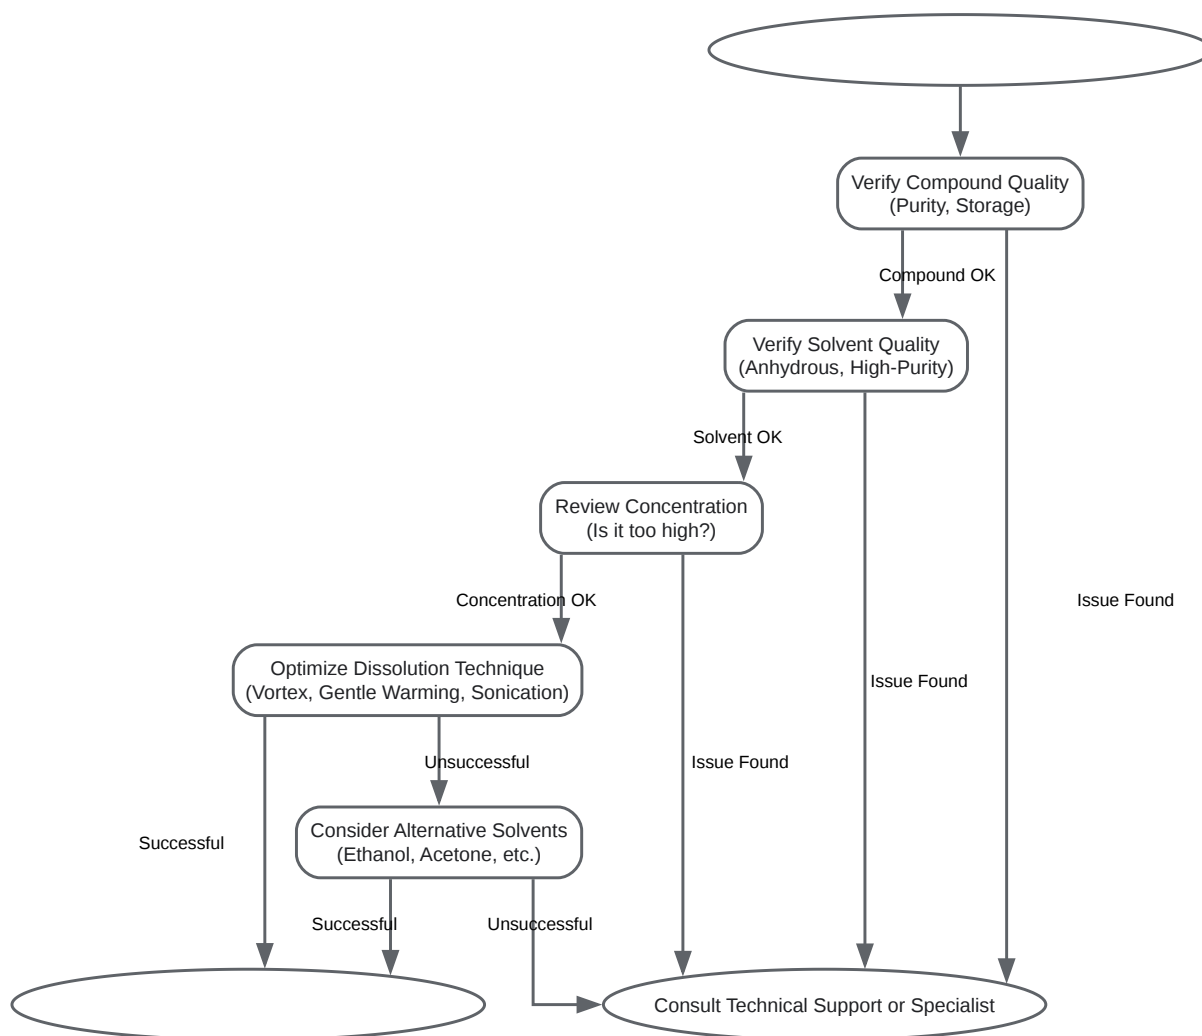 Verify Compound Quality
(Purity, Storage)
Compound OK
Verify Solvent Quality
(Anhydrous, High-Purity)
Solvent OK
Review Concentration
(Is it too high?)
Concentration OK
Issue Found
Optimize Dissolution Technique
(Vortex, Gentle Warming, Sonication)
Issue Found
Unsuccessful
Issue Found
Consider Alternative Solvents
(Ethanol, Acetone, etc.)
Successful
Successful
Unsuccessful
Consult Technical Support or Specialist